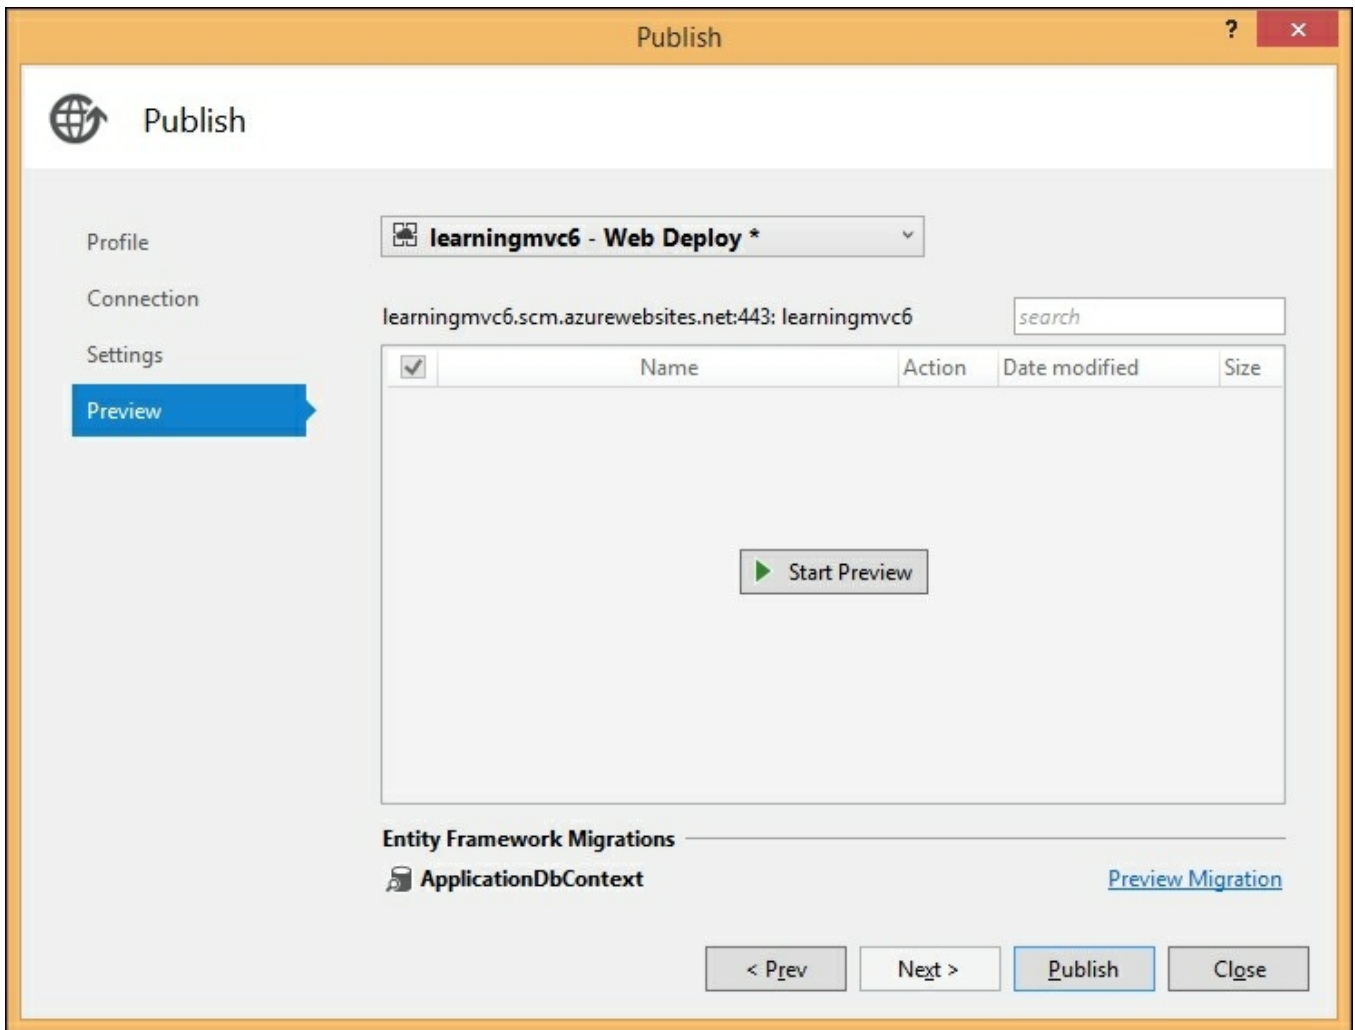 Publish
?
Publish
Profile
Connection
Settings
Preview
learningmvc6 - Web Deploy *
learningmvc6.scm.azurewebsites.net:443: learningmvc6
search
Name Action Date modified Size
Start Preview
Entity Framework Migrations
ApplicationDbContext Preview Migration
< Prev Next > Publish Close